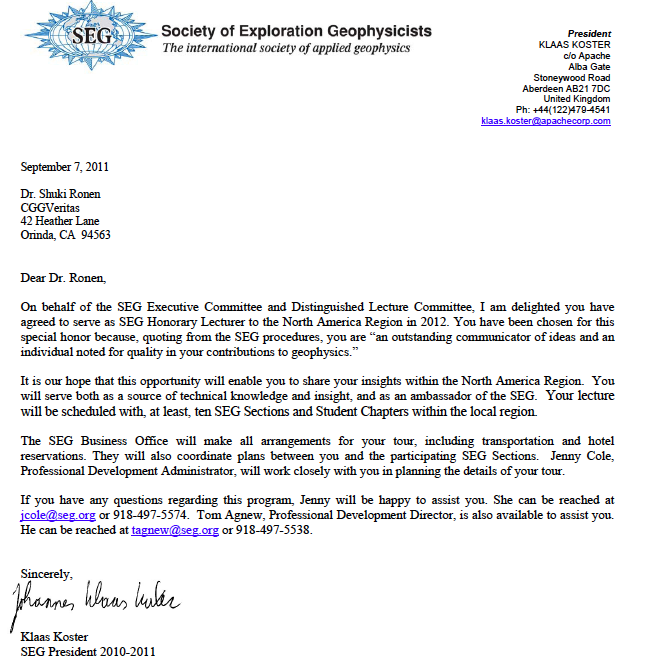 SEG
Society of Exploration Geophysicists
The international society of applied geophysics
President
KLAAS KOSTER
c/o Apache
Alba Gate
Stoneywood Road
Aberdeen AB21 7DC
United Kingdom
Ph: +44(122)479-4541
klaas.koster@apachecorp.com
September 7, 2011
Dr. Shuki Ronen
CGGVeritas
42 Heather Lane
Orinda, CA 94563
Dear Dr. Ronen,
On behalf of the SEG Executive Committee and Distinguished Lecture Committee, I am delighted you have
agreed to serve as SEG Honorary Lecturer to the North America Region in 2012. You have been chosen for this
special honor because, quoting from the SEG procedures, you are “an outstanding communicator of ideas and an
individual noted for quality in your contributions to geophysics.”
It is our hope that this opportunity will enable you to share your insights within the North America Region. You
will serve both as a source of technical knowledge and insight, and as an ambassador of the SEG. Your lecture
will be scheduled with, at least, ten SEG Sections and Student Chapters within the local region.
The SEG Business Office will make all arrangements for your tour, including transportation and hotel
reservations. They will also coordinate plans between you and the participating SEG Sections. Jenny Cole,
Professional Development Administrator, will work closely with you in planning the details of your tour.
If you have any questions regarding this program, Jenny will be happy to assist you. She can be reached at
jcole@seg.org or 918-497-5574. Tom Agnew, Professional Development Director, is also available to assist you.
He can be reached at tagnew@seg.org or 918-497-5538.
Sincerely,
Johannes Klaas Koster
Klaas Koster
SEG President 2010-2011